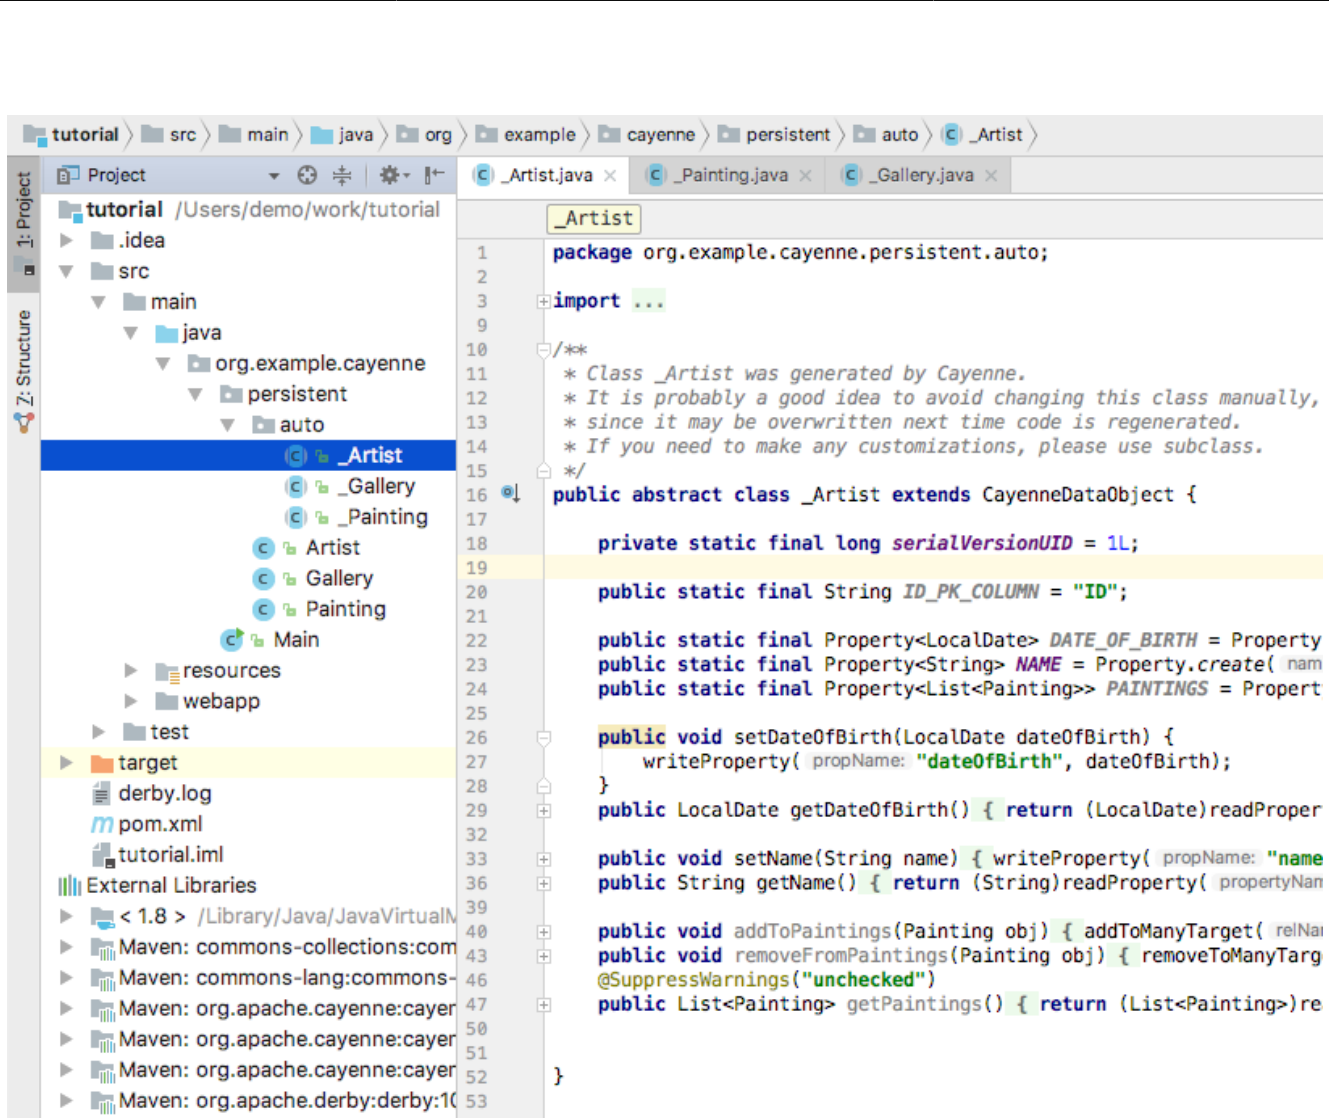 tutorial src main java org example cayenne persistent auto _Artist
1: Project
Z: Structure
Project
tutorial /Users/demo/work/tutorial
.idea
src
main
java
org.example.cayenne
persistent
auto
_Artist
_Gallery
_Painting
Artist
Gallery
Painting
Main
resources
webapp
test
target
derby.log
pom.xml
tutorial.iml
External Libraries
< 1.8 > /Library/Java/JavaVirtualM
Maven: commons-collections:com
Maven: commons-lang:commons-
Maven: org.apache.cayenne:cayer
Maven: org.apache.cayenne:cayer
Maven: org.apache.cayenne:cayer
Maven: org.apache.derby:derby:10
_Artist.java _Painting.java _Gallery.java
_Artist
1 package org.example.cayenne.persistent.auto;
2
3 import ...
9
10 /**
11 * Class _Artist was generated by Cayenne.
12 * It is probably a good idea to avoid changing this class manually,
13 * since it may be overwritten next time code is regenerated.
14 * If you need to make any customizations, please use subclass.
15 */
16 public abstract class _Artist extends CayenneDataObject {
17
18 private static final long serialVersionUID = 1L;
19
20 public static final String ID_PK_COLUMN = "ID";
21
22 public static final Property<LocalDate> DATE_OF_BIRTH = Property
23 public static final Property<String> NAME = Property.create( nam
24 public static final Property<List<Painting>> PAINTINGS = Propert
25
26 public void setDateOfBirth(LocalDate dateOfBirth) {
27 writeProperty( propName: "dateOfBirth", dateOfBirth);
28 }
29 public LocalDate getDateOfBirth() { return (LocalDate)readProper
32
33 public void setName(String name) { writeProperty( propName: "name
36 public String getName() { return (String)readProperty( propertyNam
39
40 public void addToPaintings(Painting obj) { addToManyTarget( relNa
43 public void removeFromPaintings(Painting obj) { removeToManyTarg
46 @SuppressWarnings("unchecked")
47 public List<Painting> getPaintings() { return (List<Painting>)re
50
51
52 }
53